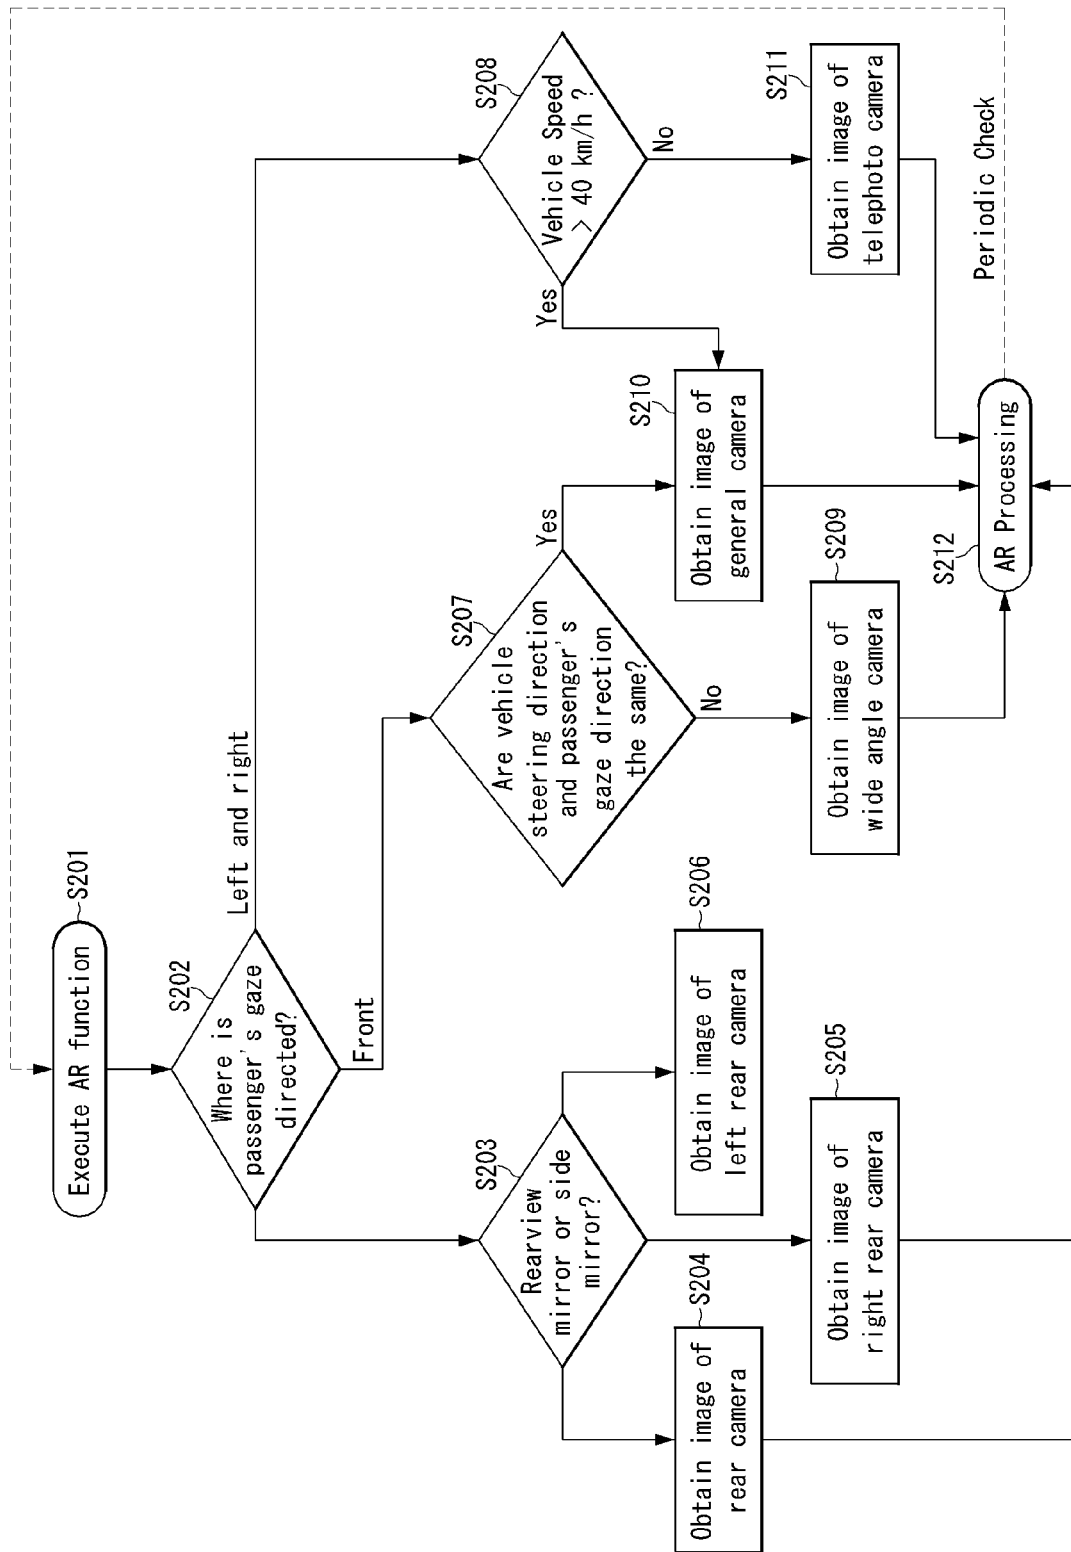 Execute AR function
S201
Where is
passenger's gaze
directed?
S202
Left and right
Front
Rearview
mirror or side
mirror?
S203
Are vehicle
steering direction
and passenger's
gaze direction
the same?
S207
Yes
No
Vehicle Speed
> 40 km/h ?
S208
Yes
No
Obtain image of
rear camera
S204
Obtain image of
right rear camera
S205
Obtain image of
left rear camera
S206
Obtain image of
wide angle camera
S209
Obtain image of
general camera
S210
Obtain image of
telephoto camera
S211
AR Processing
S212
Periodic Check